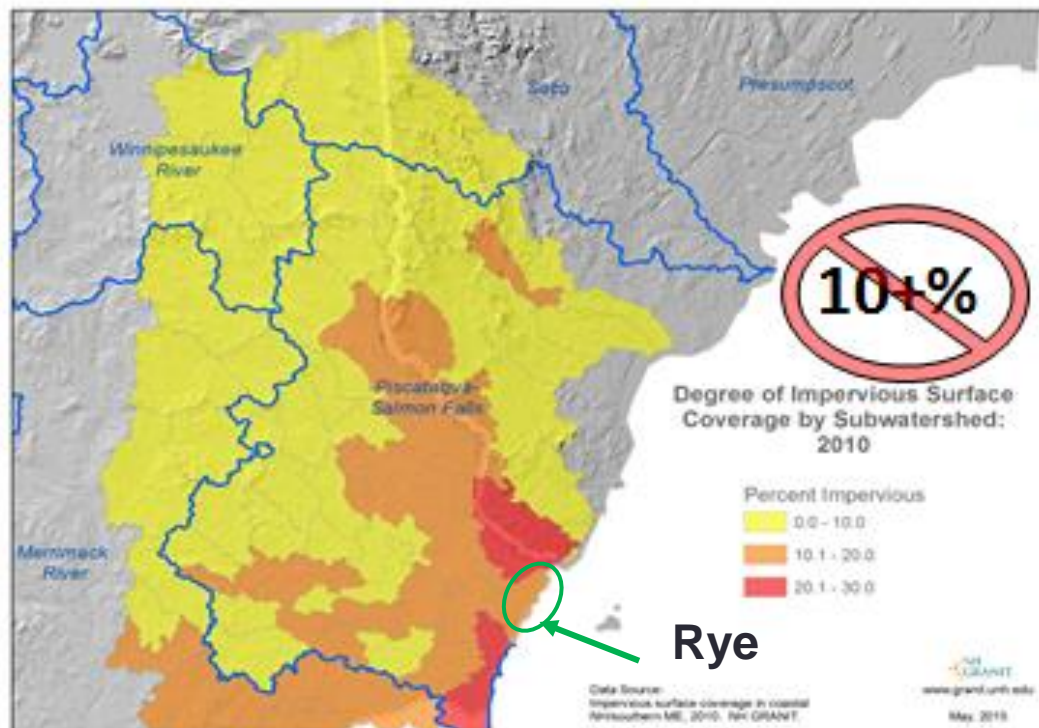 Saco
Presumpscot
Winnipesaukee
River
10+%
Piscataqua-
Salmon Falls
Degree of Impervious Surface
Coverage by Subwatershed:
2010
Percent Impervious
0.0 - 10.0
10.1 - 20.0
20.1 - 30.0
Merrimack
River
Rye
NH
GRANIT
www.granit.unh.edu
Data Source:
Impervious surface coverage in coastal
NH/southern ME, 2010. NH GRANIT.
May, 2015